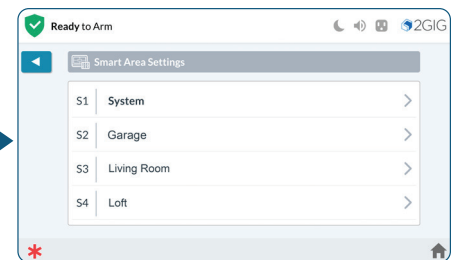 Ready to Arm
2GIG
Smart Area Settings
S1 System
S2 Garage
S3 Living Room
S4 Loft